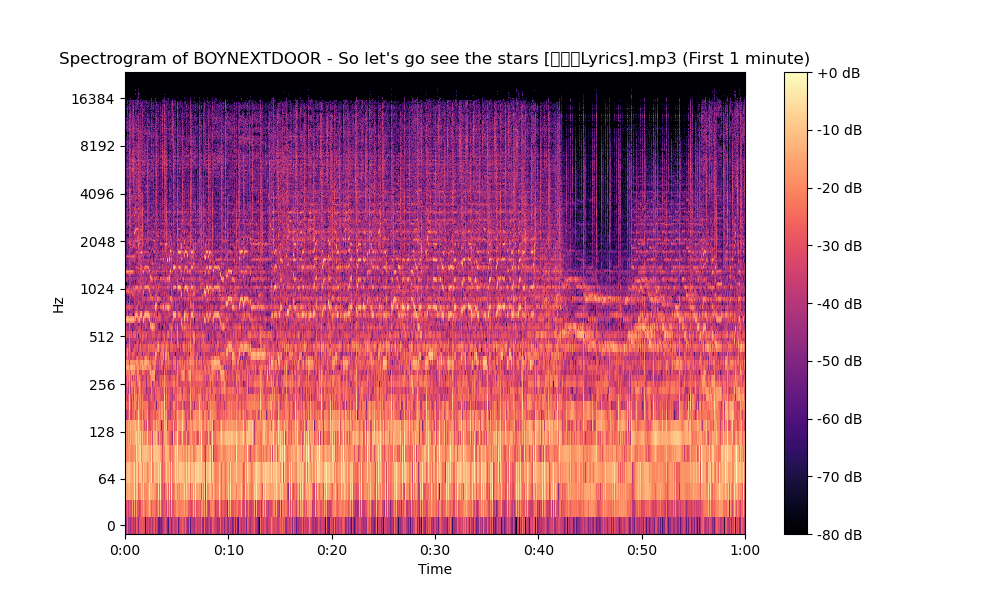 Spectrogram of BOYNEXTDOOR - So let's go see the stars [▯▯▯Lyrics].mp3 (First 1 minute)
Hz
16384
8192
4096
2048
1024
512
256
128
64
0
0:00 0:10 0:20 0:30 0:40 0:50 1:00
Time
+0 dB
-10 dB
-20 dB
-30 dB
-40 dB
-50 dB
-60 dB
-70 dB
-80 dB